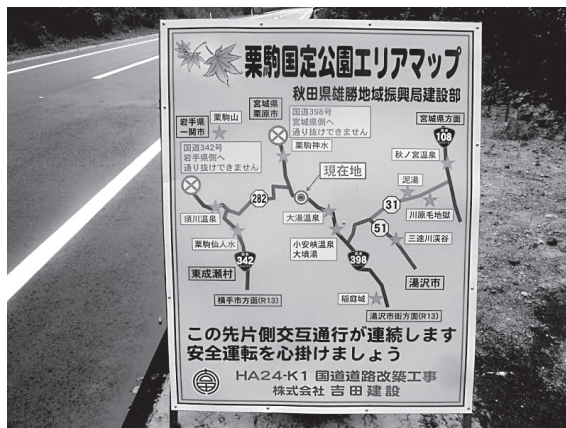 栗駒国定公園エリアマップ
秋田県雄勝地域振興局建設部
岩手県
一関市
栗駒山
宮城県
栗原市
国道398号
宮城県側へ
通り抜けできません
宮城県方面
108
国道342号
岩手県側へ
通り抜けできません
栗駒神水
秋ノ宮温泉
現在地
泥湯
282
31
川原毛地獄
須川温泉
大湯温泉
51
三途川渓谷
栗駒仙人水
小安峡温泉
大墳湯
342
398
東成瀬村
湯沢市
横手市方面(R13)
稲庭城
湯沢市街方面(R13)
この先片側交互通行が連続します
安全運転を心掛けましょう
HA24-K1 国道道路改築工事
株式会社 吉田建設